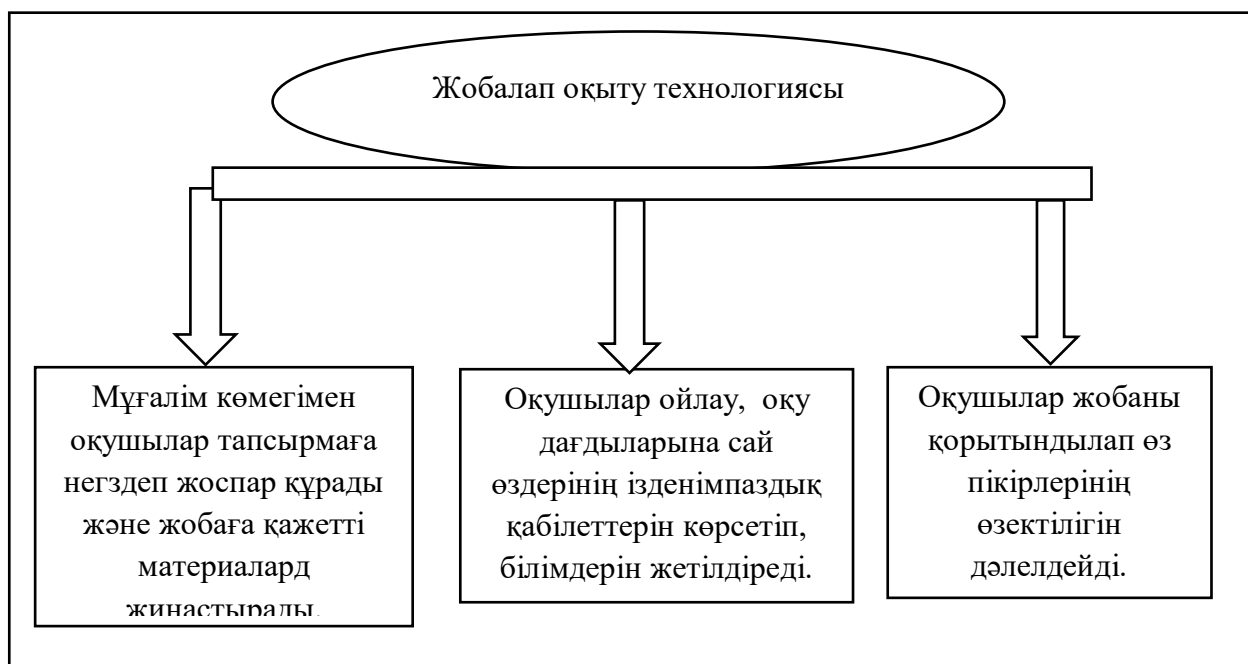 Жобалап оқыту технологиясы
Мұғалім көмегімен
оқушылар тапсырмаға
негздеп жоспар құрады
және жобаға қажетті
материалард
жинастырады.
Оқушылар ойлау, оқу
дағдыларына сай
өздерінің ізденімпаздық
қабілеттерін көрсетіп,
білімдерін жетілдіреді.
Оқушылар жобаны
қорытындылап өз
пікірлерінің
өзектілігін
дәлелдейді.